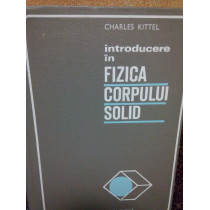 CHARLES KITTEL
introducere
în
FIZICA
CORPULUI
SOLID